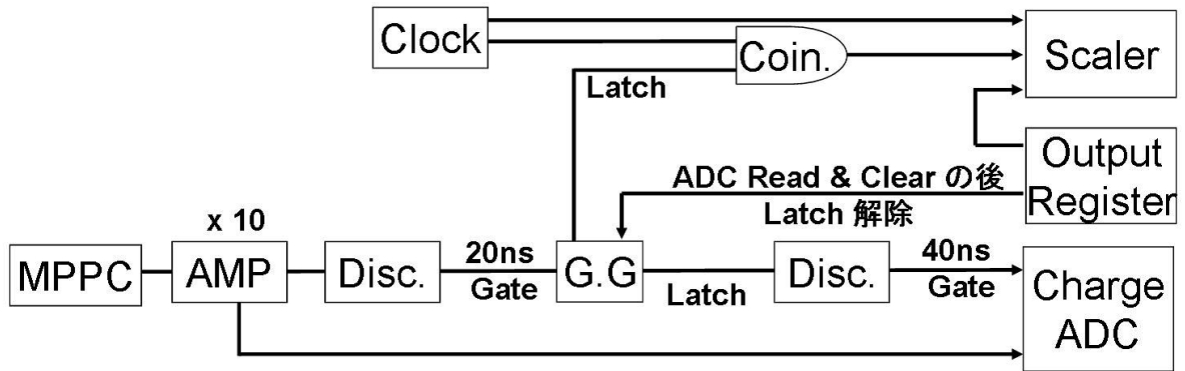 Clock
Coin.
Scaler
Latch
Output
Register
ADC Read & Clear の後
Latch 解除
x 10
MPPC
AMP
Disc.
20ns
Gate
G.G
Latch
Disc.
40ns
Gate
Charge
ADC